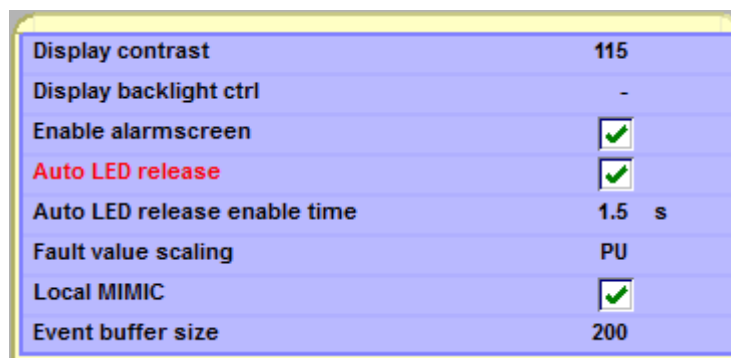 Display contrast 115
Display backlight ctrl -
Enable alarmscreen
Auto LED release
Auto LED release enable time 1.5 s
Fault value scaling PU
Local MIMIC
Event buffer size 200